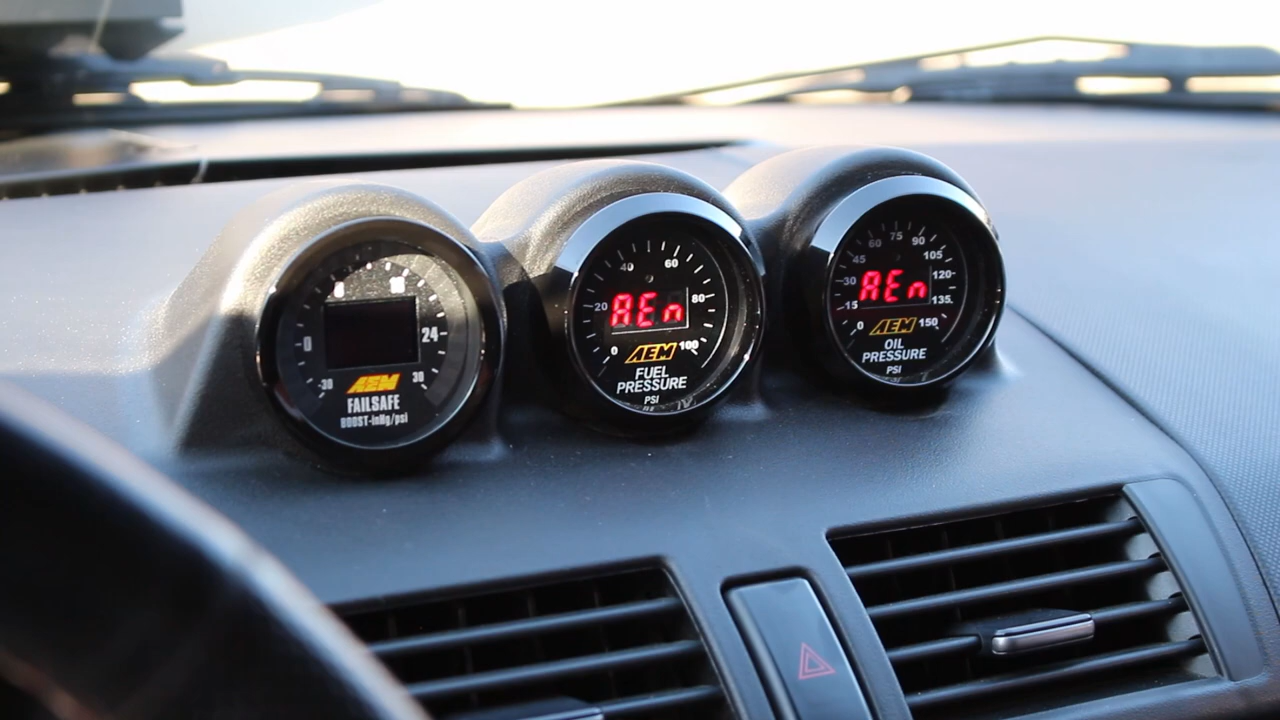 0
24
-30
30
AEM
FAILSAFE
BOOST-inHg/psi
40
60
20
80
AEn
0
100
AEM
FUEL
PRESSURE
PSI
75
60
90
45
105
30
120
AEn
15
135
0
150
AEM
OIL
PRESSURE
PSI